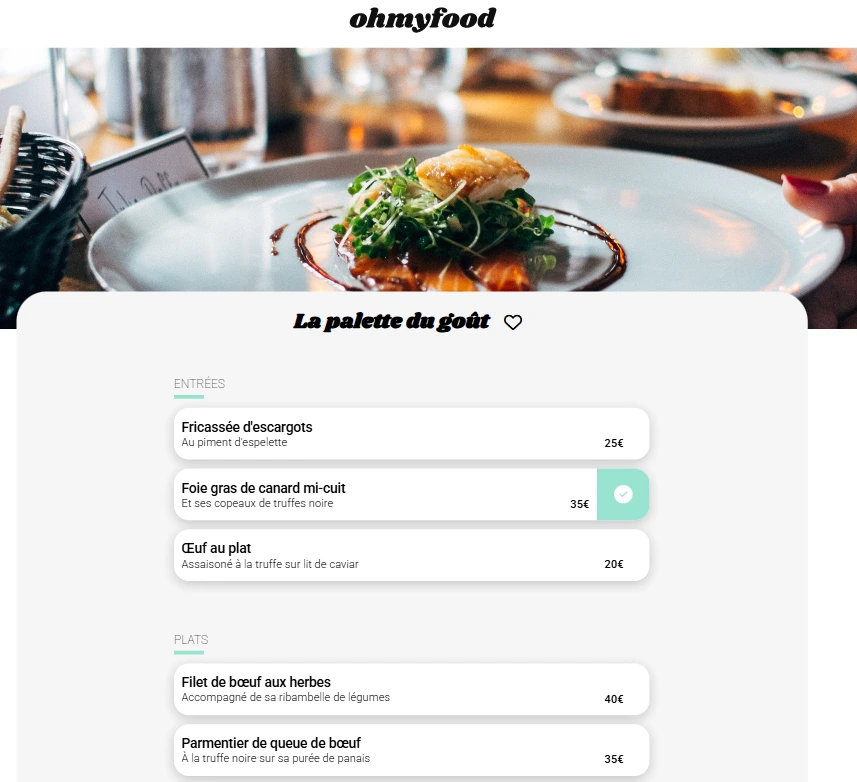 ohmyfood
La palette du goût
ENTRÉES
Fricassée d'escargots
Au piment d'espelette
25€
Foie gras de canard mi-cuit
Et ses copeaux de truffes noire
35€
Œuf au plat
Assaisoné à la truffe sur lit de caviar
20€
PLATS
Filet de bœuf aux herbes
Accompagné de sa ribambelle de légumes
40€
Parmentier de queue de bœuf
À la truffe noire sur sa purée de panais
35€